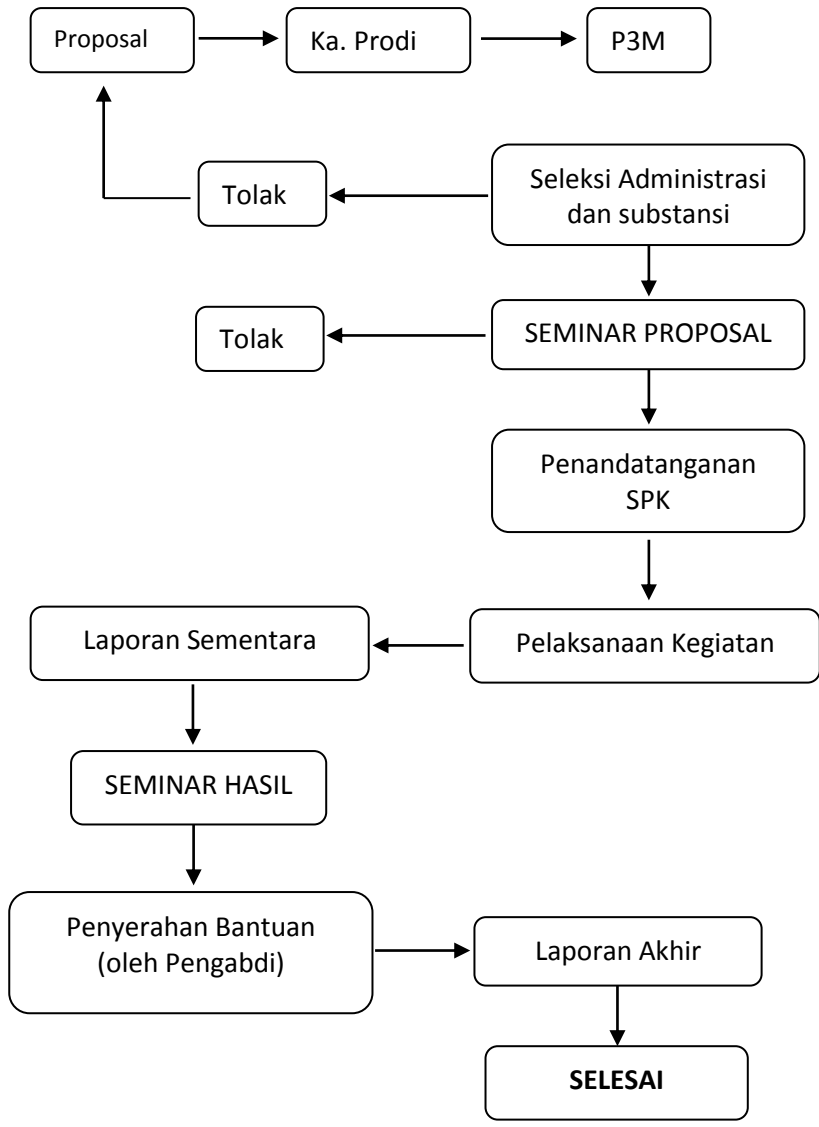 Proposal
Ka. Prodi
P3M
Tolak
Seleksi Administrasi
dan substansi
Tolak
SEMINAR PROPOSAL
Penandatanganan
SPK
Laporan Sementara
Pelaksanaan Kegiatan
SEMINAR HASIL
Penyerahan Bantuan
(oleh Pengabdi)
Laporan Akhir
SELESAI